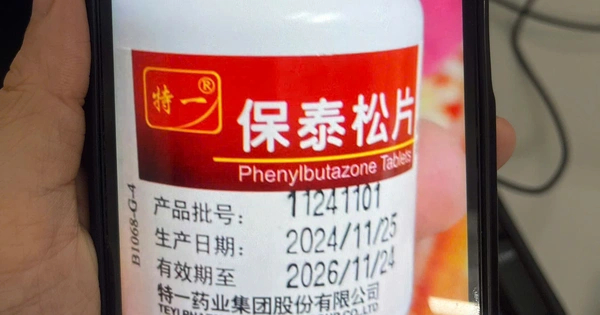 特一®
保泰松片
Phenylbutazone Tablets
产品批号: 11241101
生产日期: 2024/11/25
有效期至 2026/11/24
特一药业集团股份有限公司
B1068-G-4